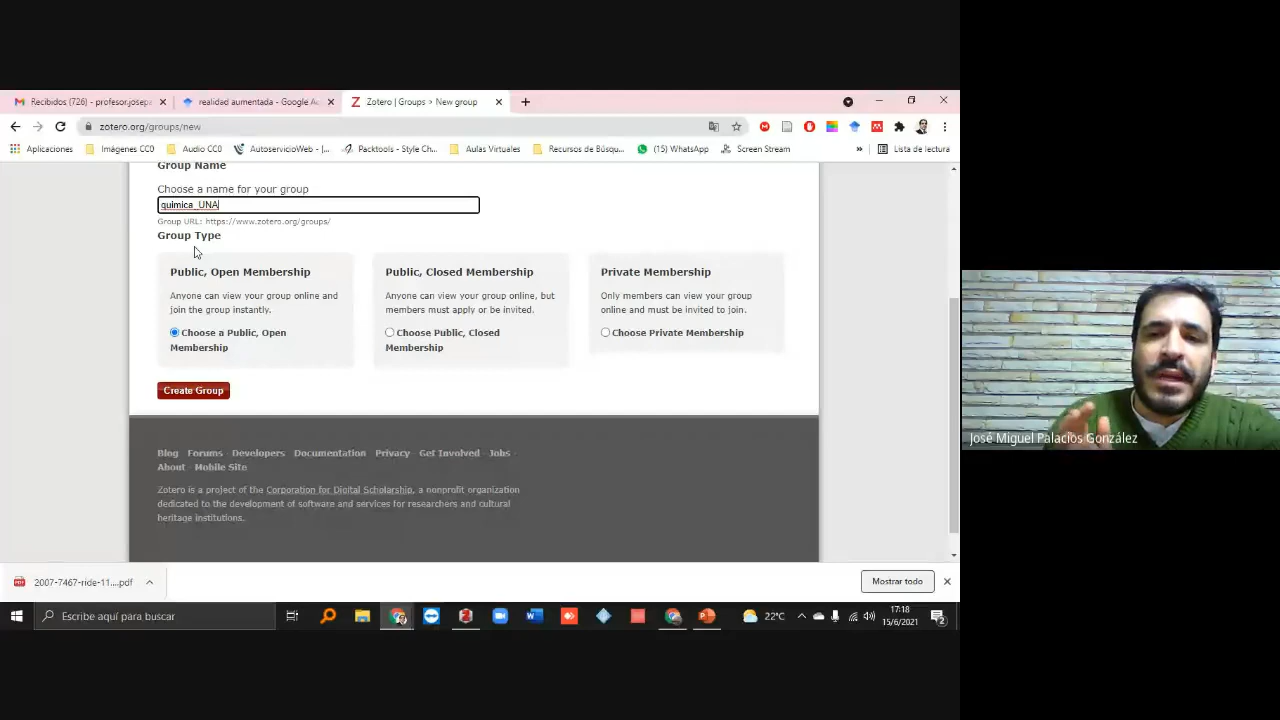 Recibidos (726) - profesor.josepa
realidad aumentada - Google Ac
Zotero | Groups > New group
zotero.org/groups/new
Aplicaciones
Imágenes CC0
Audio CC0
AutoservicioWeb - J...
Packtools - Style Ch...
Aulas Virtuales
Recursos de Búsqu...
(15) WhatsApp
Screen Stream
»
Lista de lectura
Group Name
Choose a name for your group
quimica_UNA
Group URL: https://www.zotero.org/groups/
Group Type
Public, Open Membership
Anyone can view your group online and
join the group instantly.
Choose a Public, Open
Membership
Public, Closed Membership
Anyone can view your group online, but
members must apply or be invited.
Choose Public, Closed
Membership
Private Membership
Only members can view your group
online and must be invited to join.
Choose Private Membership
Create Group
Blog - Forums - Developers - Documentation - Privacy - Get Involved - Jobs -
About - Mobile Site
Zotero is a project of the Corporation for Digital Scholarship, a nonprofit organization
dedicated to the development of software and services for researchers and cultural
heritage institutions.
José Miguel Palacios González
2007-7467-ride-11....pdf
Mostrar todo
Escribe aquí para buscar
22°C
17:18
15/6/2021
2